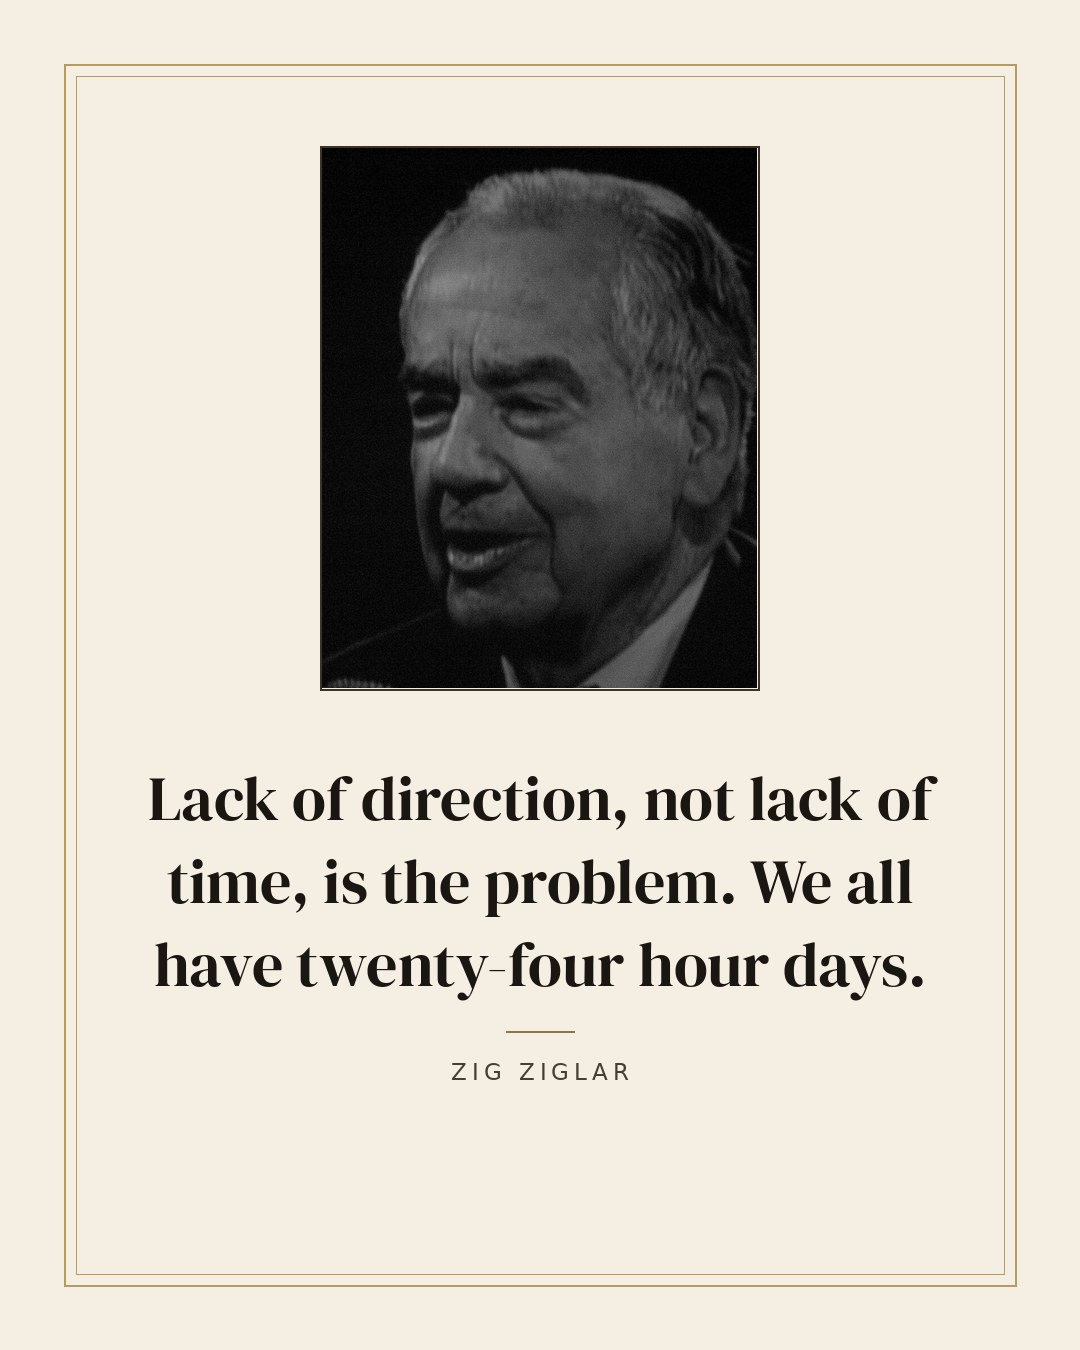 Lack of direction, not lack of
time, is the problem. We all
have twenty-four hour days.
ZIG ZIGLAR